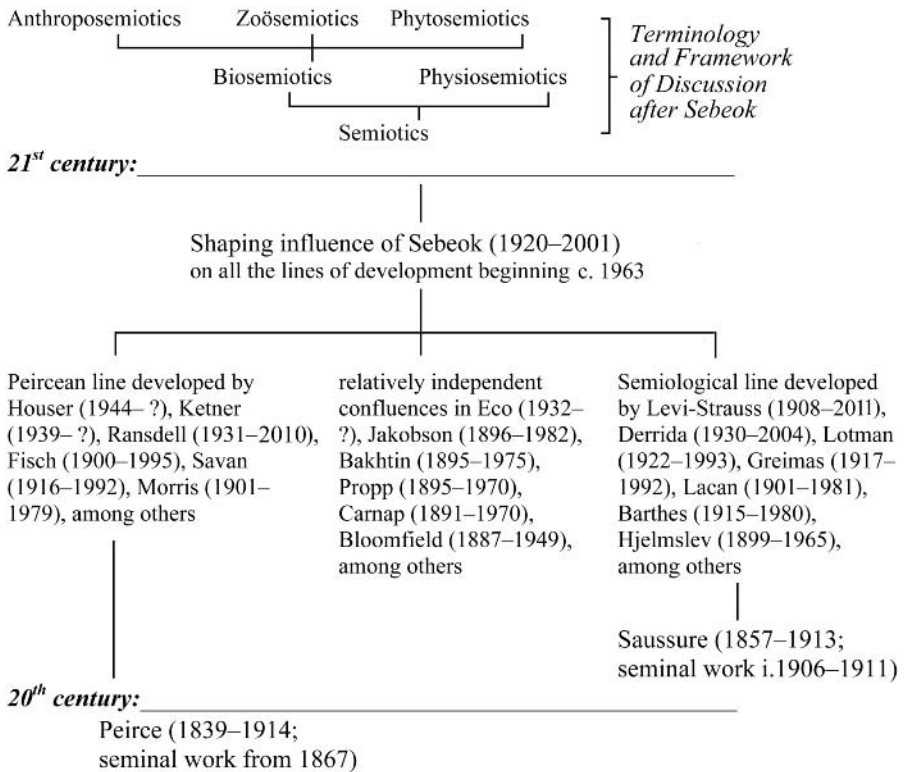 Anthroposemiotics Zoösemiotics Phytosemiotics
Biosemiotics Physiosemiotics
Semiotics
Terminology
and Framework
of Discussion
after Sebeok
21st century:
Shaping influence of Sebeok (1920–2001)
on all the lines of development beginning c. 1963
Peircean line developed by
Houser (1944– ?), Ketner
(1939– ?), Ransdell (1931–2010),
Fisch (1900–1995), Savan
(1916–1992), Morris (1901–
1979), among others
relatively independent
confluences in Eco (1932–
?), Jakobson (1896–1982),
Bakhtin (1895–1975),
Propp (1895–1970),
Carnap (1891–1970),
Bloomfield (1887–1949),
among others
Semiological line developed
by Levi-Strauss (1908–2011),
Derrida (1930–2004), Lotman
(1922–1993), Greimas (1917–
1992), Lacan (1901–1981),
Barthes (1915–1980),
Hjelmslev (1899–1965),
among others
Saussure (1857–1913;
seminal work i.1906–1911)
20th century:
Peirce (1839–1914;
seminal work from 1867)